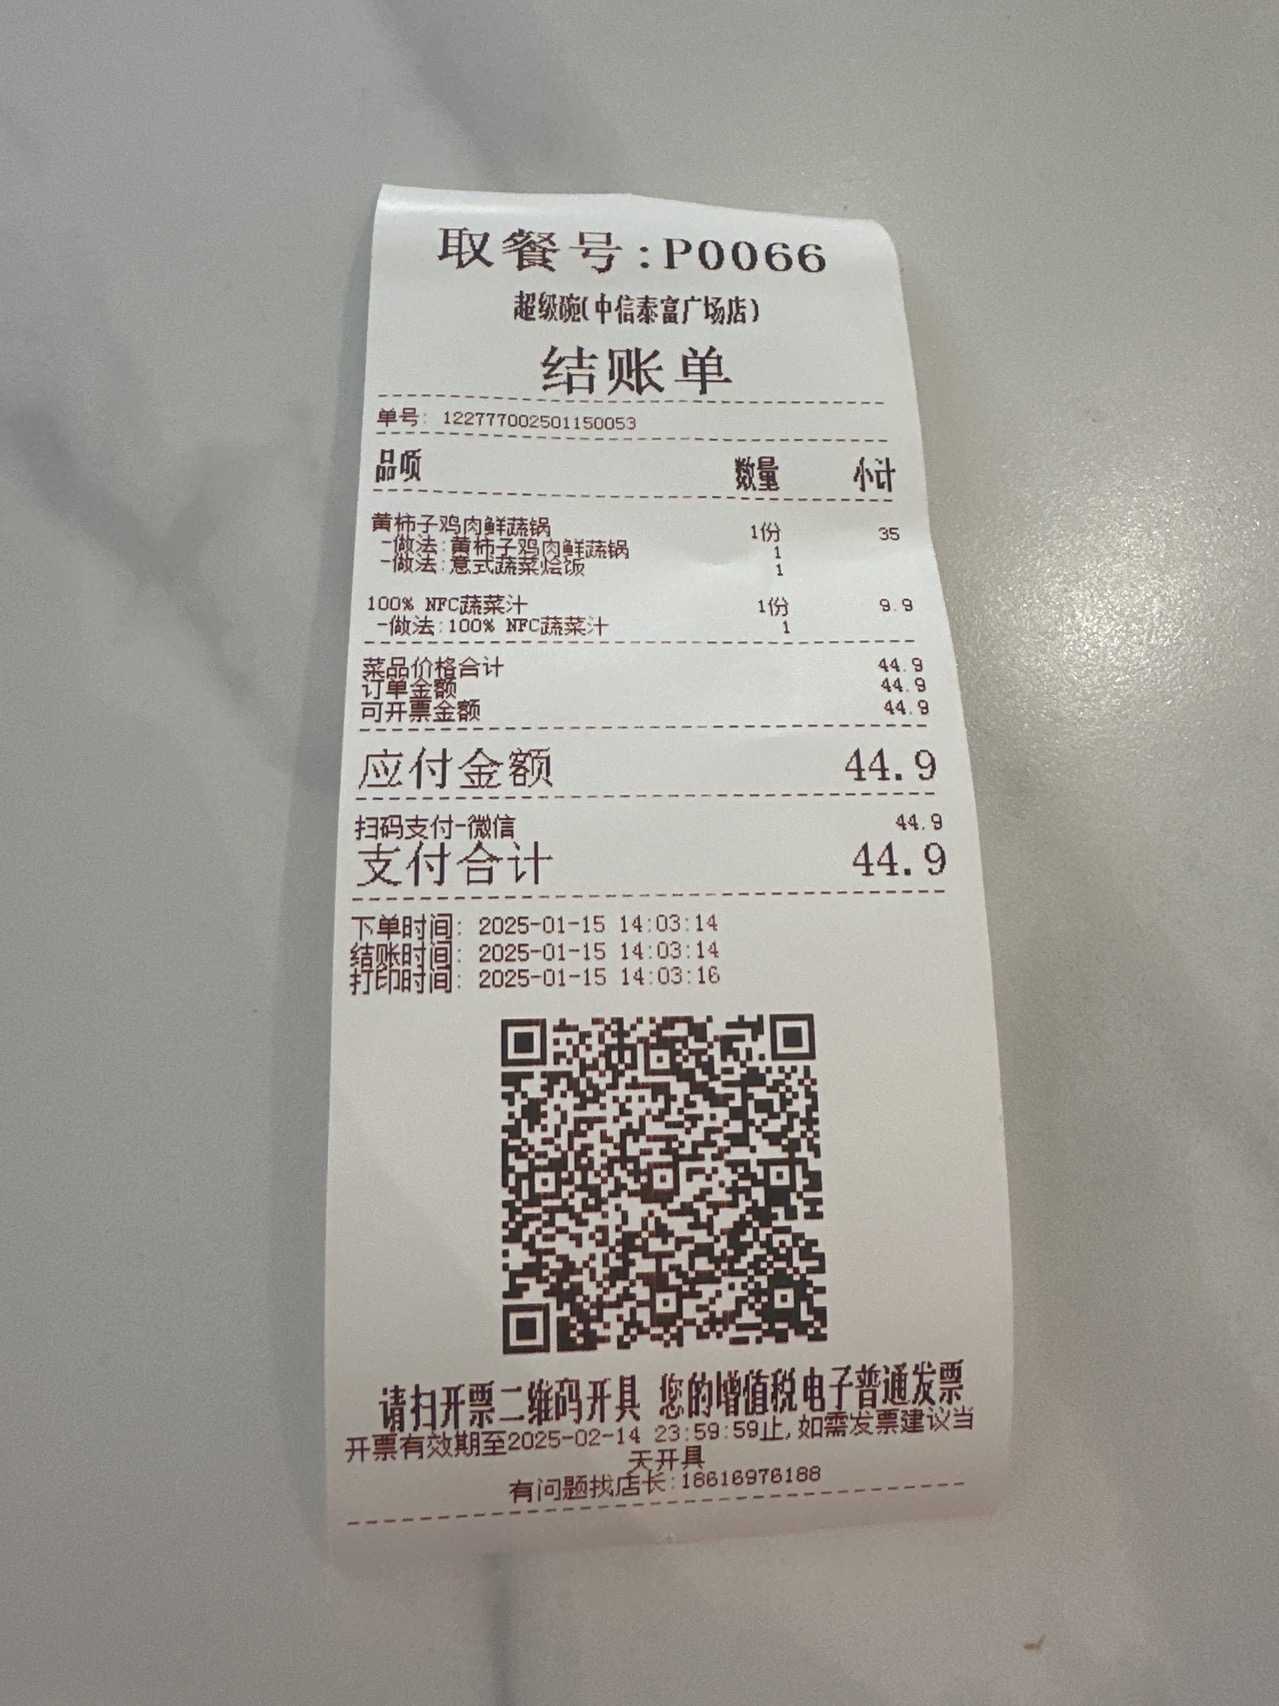 取餐号:P0066
超级碗(中信泰富广场店)
结账单
单号: 122777002501150053
品项 数量 小计
黄柿子鸡肉鲜蔬锅 1份 35
-做法:黄柿子鸡肉鲜蔬锅 1
-做法:意式蔬菜烩饭 1
100% NFC蔬菜汁 1份 9.9
-做法:100% NFC蔬菜汁 1
菜品价格合计 44.9
订单金额 44.9
可开票金额 44.9
应付金额 44.9
扫码支付-微信 44.9
支付合计 44.9
下单时间: 2025-01-15 14:03:14
结账时间: 2025-01-15 14:03:14
打印时间: 2025-01-15 14:03:16
请扫开票二维码开具 您的增值税电子普通发票
开票有效期至2025-02-14 23:59:59止,如需发票建议当
天开具
有问题找店长:18616976188